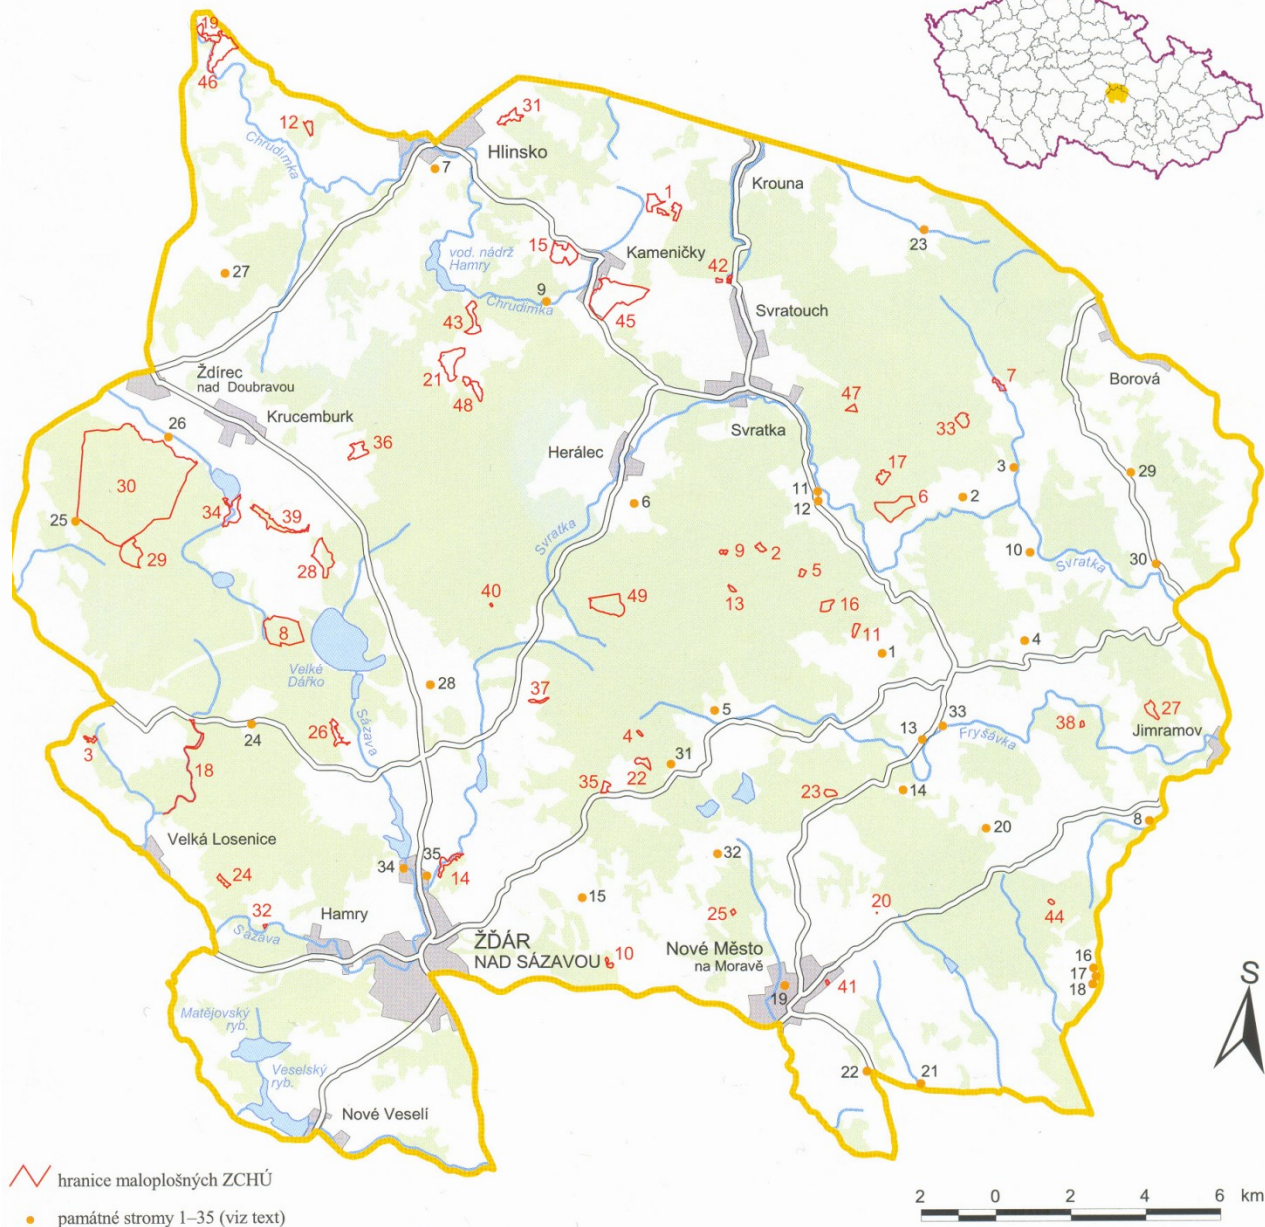 19
46
12
31
Hlinsko
7
Chrudimka
1
Krouna
23
vod. nádrž
Hamry
15
Kameničky
42
27
9
Chrudimka
43
45
Svratouch
21
48
Ždírec
nad Doubravou
Krucemburk
7
Borová
47
33
26
36
Herálec
Svratka
17
3
29
30
34
39
6
11
12
6
2
25
29
28
Svratka
9
2
5
10
Svratka
30
40
49
13
16
8
11
4
Velké
Dářko
28
1
37
5
27
38
Jimramov
3
24
26
Sázava
4
13
33
Fryšávka
18
22
31
35
23
14
20
8
Velká Losenice
34
35
14
32
24
15
25
20
44
32
Sázava
Hamry
ŽĎÁR
NAD SÁZAVOU
10
Nové Město
na Moravě
16
17
18
19
41
S
Matějovský
ryb.
Veselský
ryb.
22
21
Nové Veselí
hranice maloplošných ZCHÚ
památné stromy 1–35 (viz text)
2 0 2 4 6 km